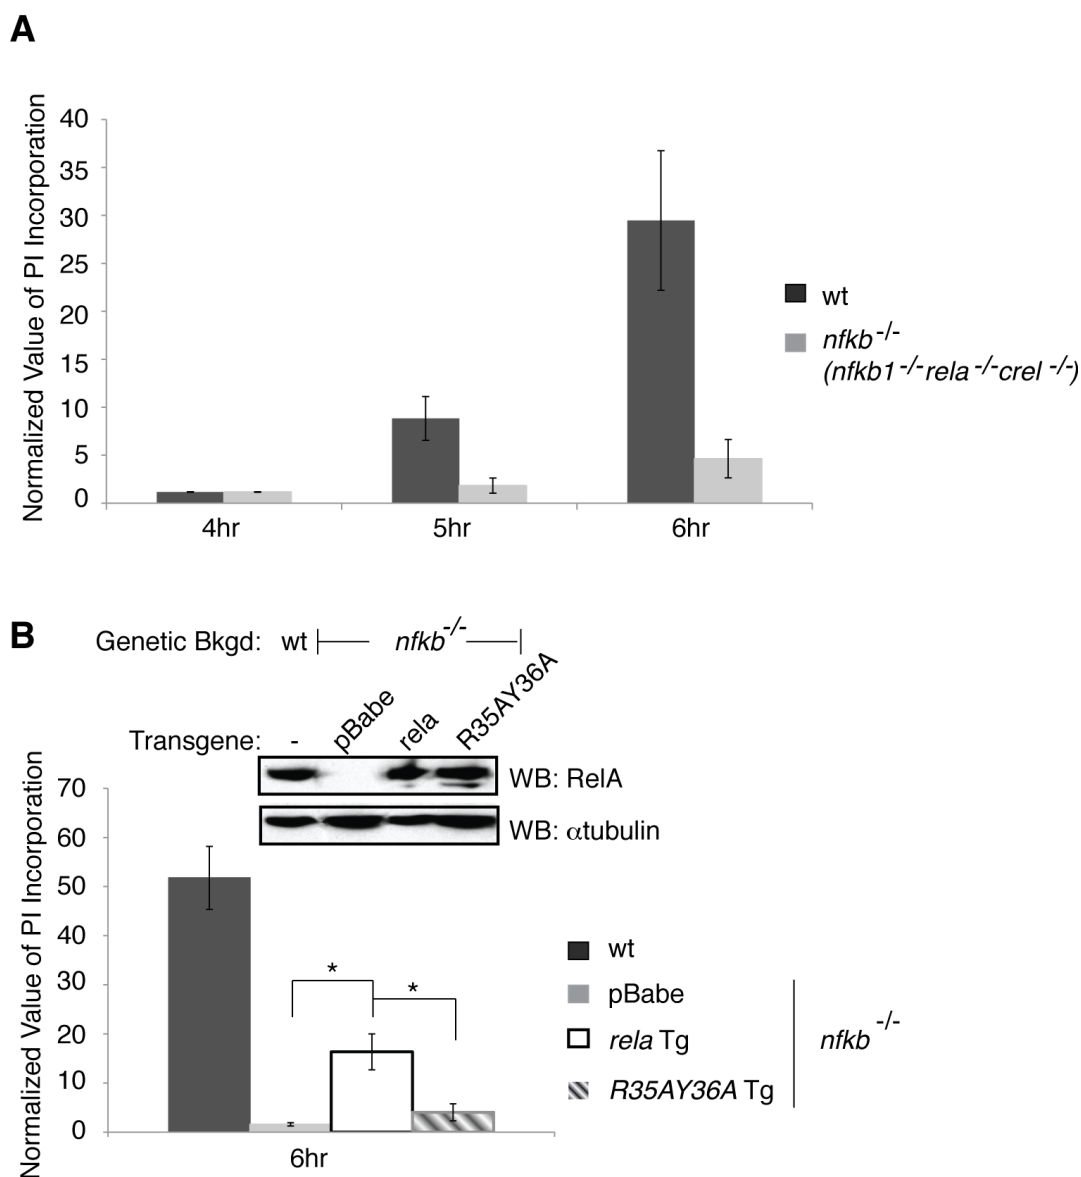 A
Normalized Value of PI Incorporation
40
35
30
25
20
15
10
5
0
4hr
5hr
6hr
wt
nfkb -/-
(nfkb1 -/- rela -/- crel -/-)
B
Genetic Bkgd: wt nfkb -/-
Transgene: - pBabe rela R35AY36A
WB: RelA
WB: αtubulin
Normalized Value of PI Incorporation
70
60
50
40
30
20
10
0
* *
6hr
wt
pBabe
rela Tg
R35AY36A Tg
nfkb -/-